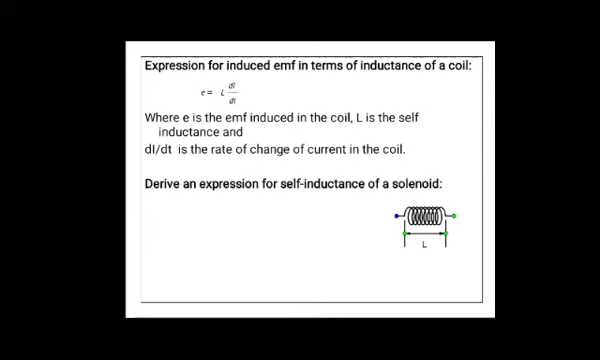 Expression for induced emf in terms of inductance of a coil:
e = L dI/dt
Where e is the emf induced in the coil, L is the self
inductance and
dI/dt is the rate of change of current in the coil.
Derive an expression for self-inductance of a solenoid:
L